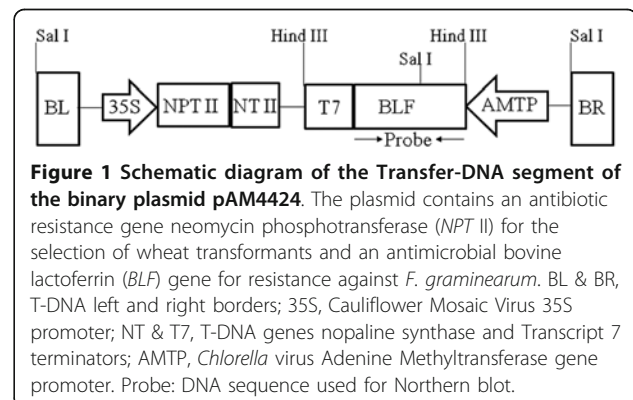 Sal I Hind III Hind III Sal I
Sal I
BL 35S NPT II NT II T7 BLF AMTP BR
Probe
Figure 1 Schematic diagram of the Transfer-DNA segment of
the binary plasmid pAM4424. The plasmid contains an antibiotic
resistance gene neomycin phosphotransferase (NPT II) for the
selection of wheat transformants and an antimicrobial bovine
lactoferrin (BLF) gene for resistance against F. graminearum. BL & BR,
T-DNA left and right borders; 35S, Cauliflower Mosaic Virus 35S
promoter; NT & T7, T-DNA genes nopaline synthase and Transcript 7
terminators; AMTP, Chlorella virus Adenine Methyltransferase gene
promoter. Probe: DNA sequence used for Northern blot.